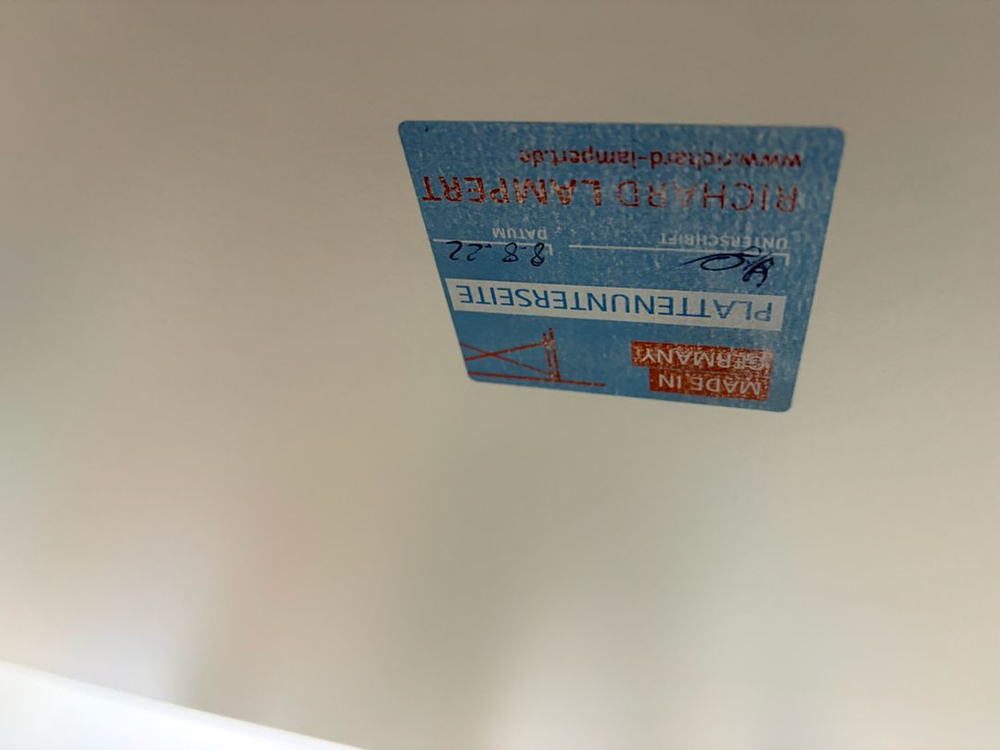 MADE IN
GERMANY
PLATTENUNTERSEITE
8.8.22
UNTERSCHRIFT DATUM
RICHARD LAMPERT
www.richard-lampert.de